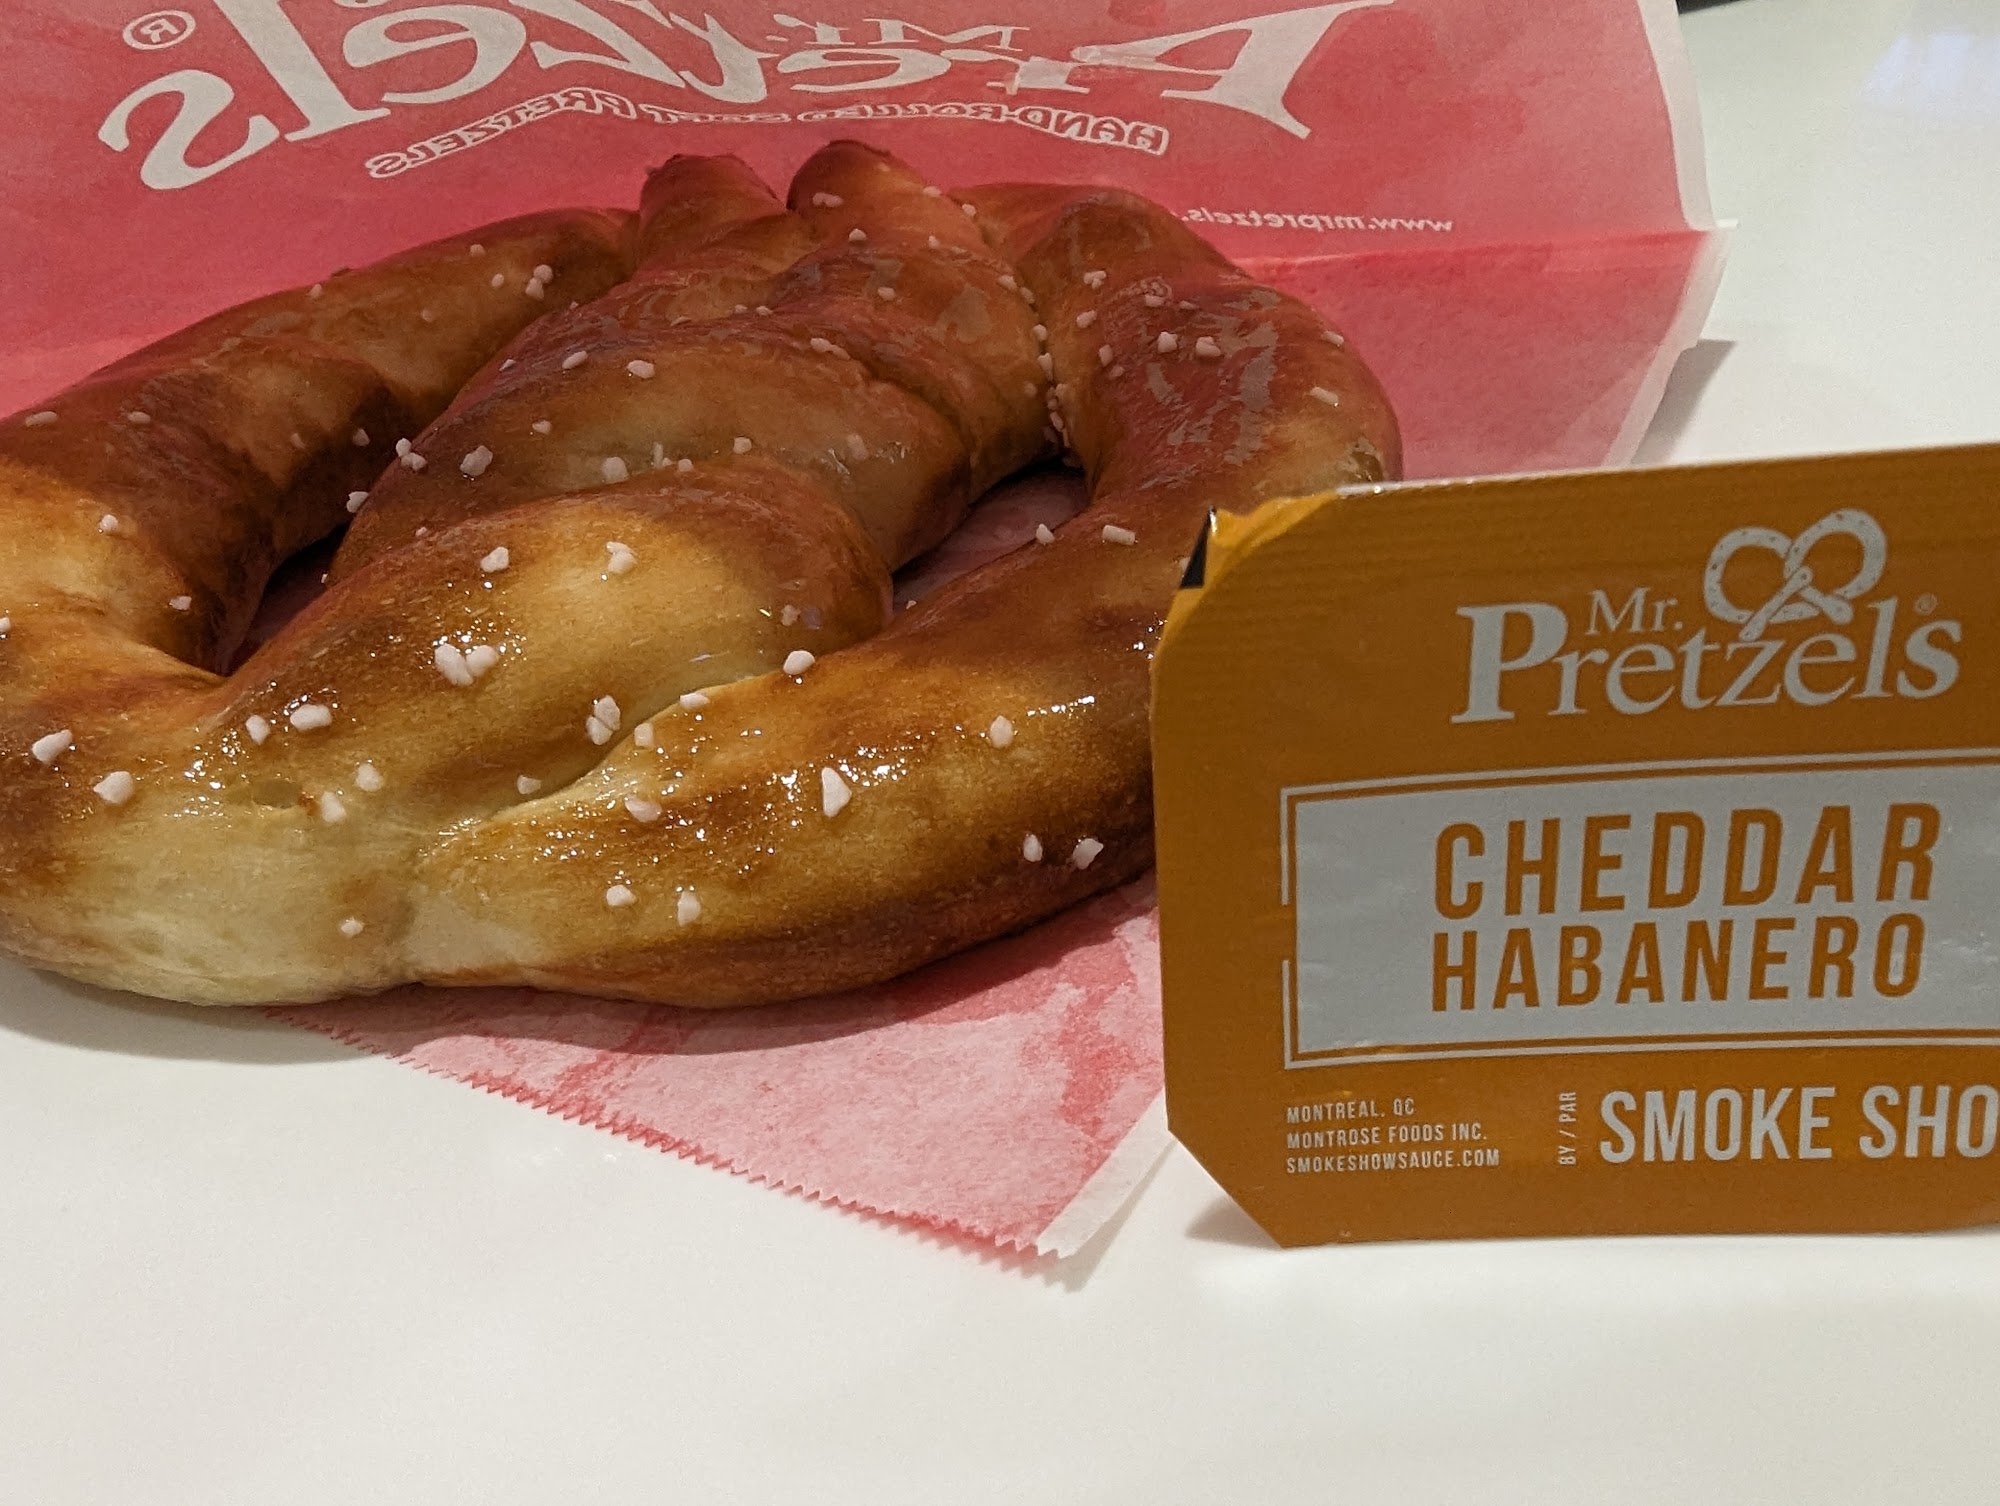 Mr.
Pretzels®
HAND-ROLLED SOFT PRETZELS
www.mrpretzels.
Mr.
Pretzels®
CHEDDAR
HABANERO
MONTREAL, QC
MONTROSE FOODS INC.
SMOKESHOWSAUCE.COM
BY / PAR
SMOKE SHO